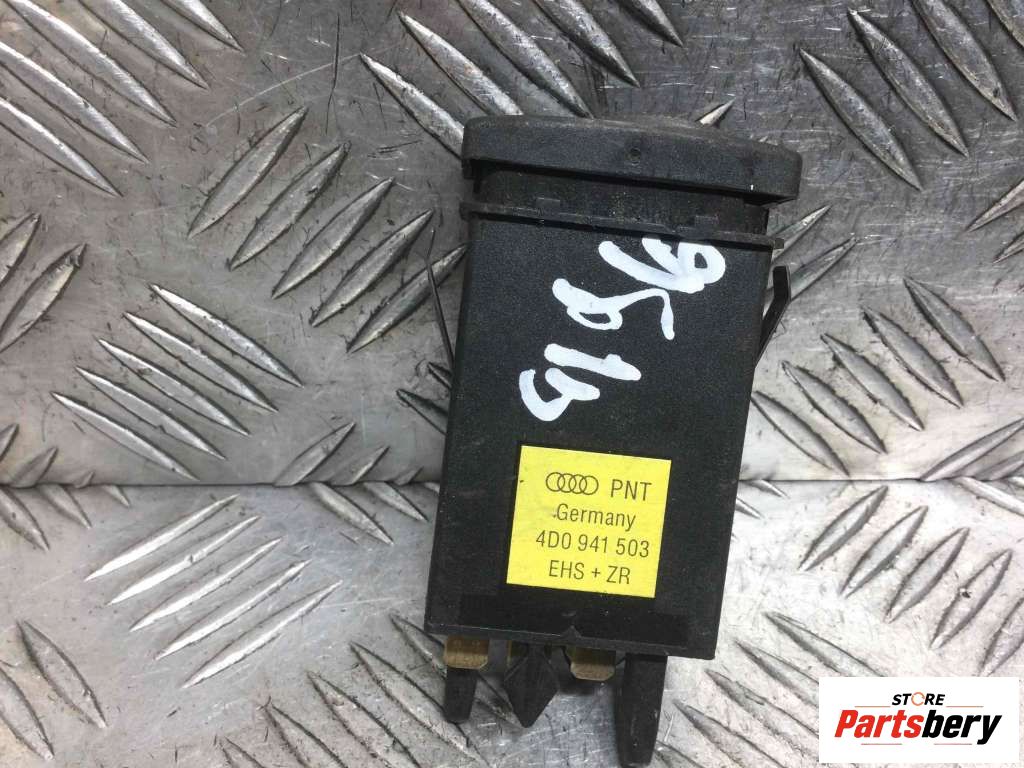 PNT
Germany
4D0 941 503
EHS + ZR
STORE
Partsbery